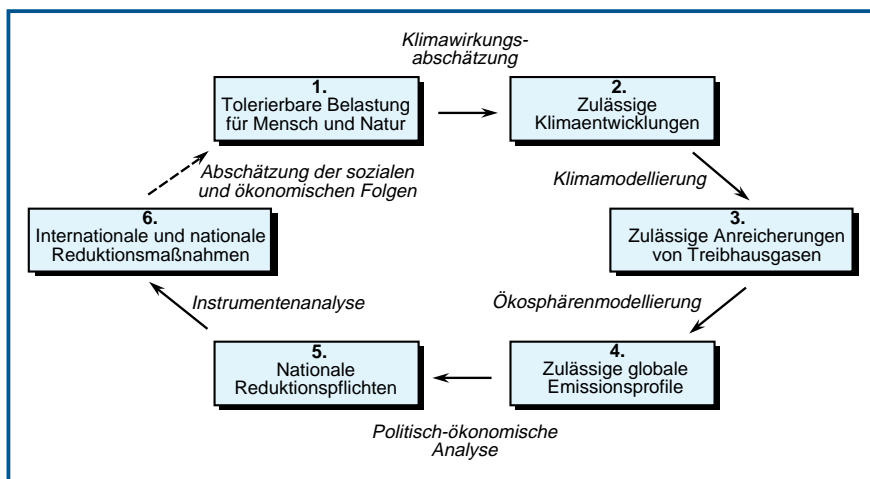 Klimawirkungs-
abschätzung
1.
Tolerierbare Belastung
für Mensch und Natur
2.
Zulässige
Klimaentwicklungen
Abschätzung der sozialen
und ökonomischen Folgen
Klimamodellierung
6.
Internationale und nationale
Reduktionsmaßnahmen
3.
Zulässige Anreicherungen
von Treibhausgasen
Instrumentenanalyse
Ökosphärenmodellierung
5.
Nationale
Reduktionspflichten
4.
Zulässige globale
Emissionsprofile
Politisch-ökonomische
Analyse